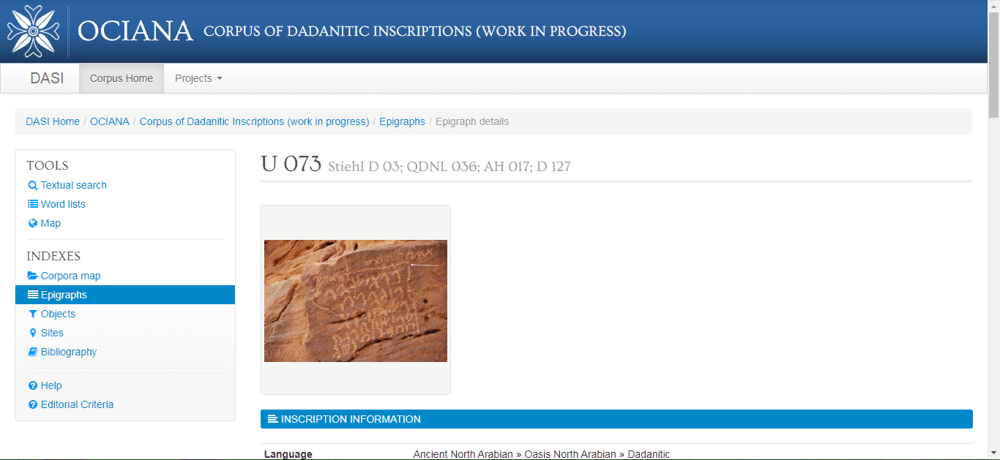 OCIANA CORPUS OF DADANITIC INSCRIPTIONS (WORK IN PROGRESS)
DASI Corpus Home Projects
DASI Home / OCIANA / Corpus of Dadanitic Inscriptions (work in progress) / Epigraphs / Epigraph details
TOOLS
Textual search
Word lists
Map
INDEXES
Corpora map
Epigraphs
Objects
Sites
Bibliography
Help
Editorial Criteria
U 073 Stiehl D 03; QDNL 036; AH 017; D 127
INSCRIPTION INFORMATION
Language Ancient North Arabian » Oasis North Arabian » Dadanitic